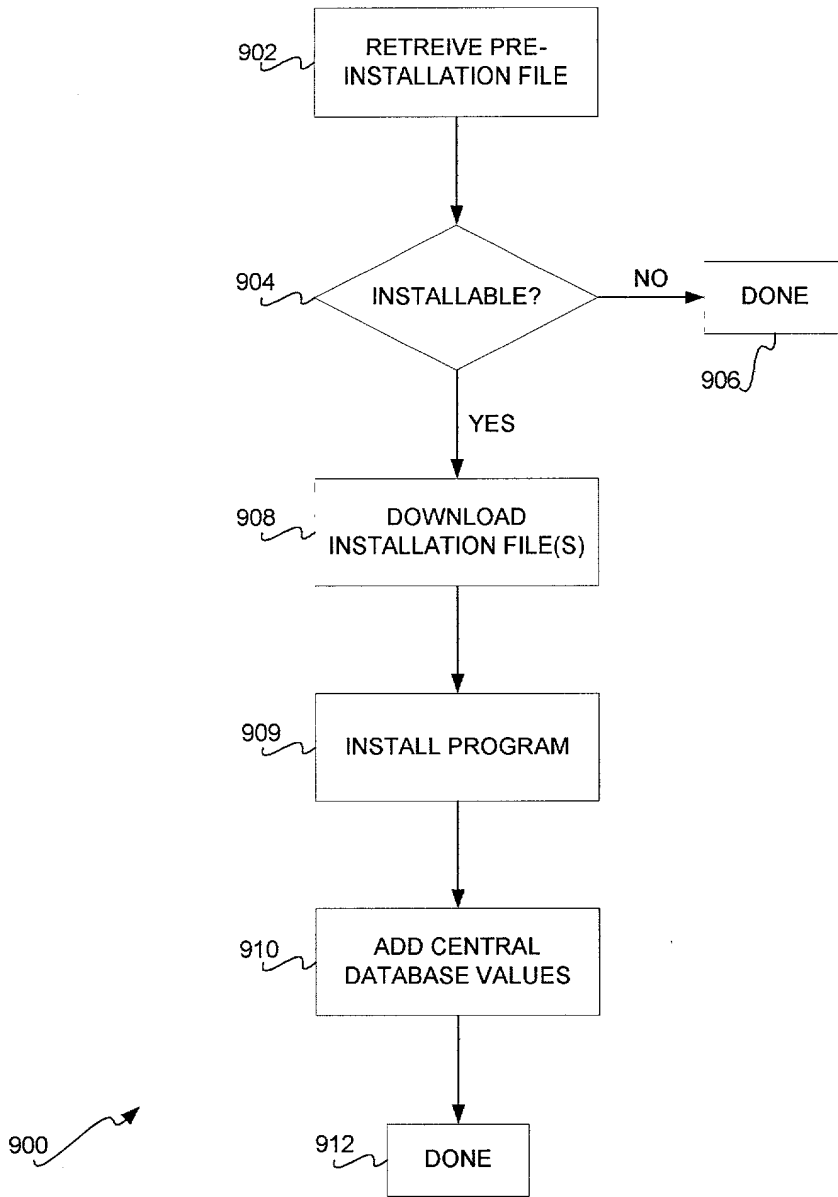 902
RETREIVE PRE-
INSTALLATION FILE
904
INSTALLABLE?
NO
DONE
906
YES
908
DOWNLOAD
INSTALLATION FILE(S)
909
INSTALL PROGRAM
910
ADD CENTRAL
DATABASE VALUES
900
912
DONE